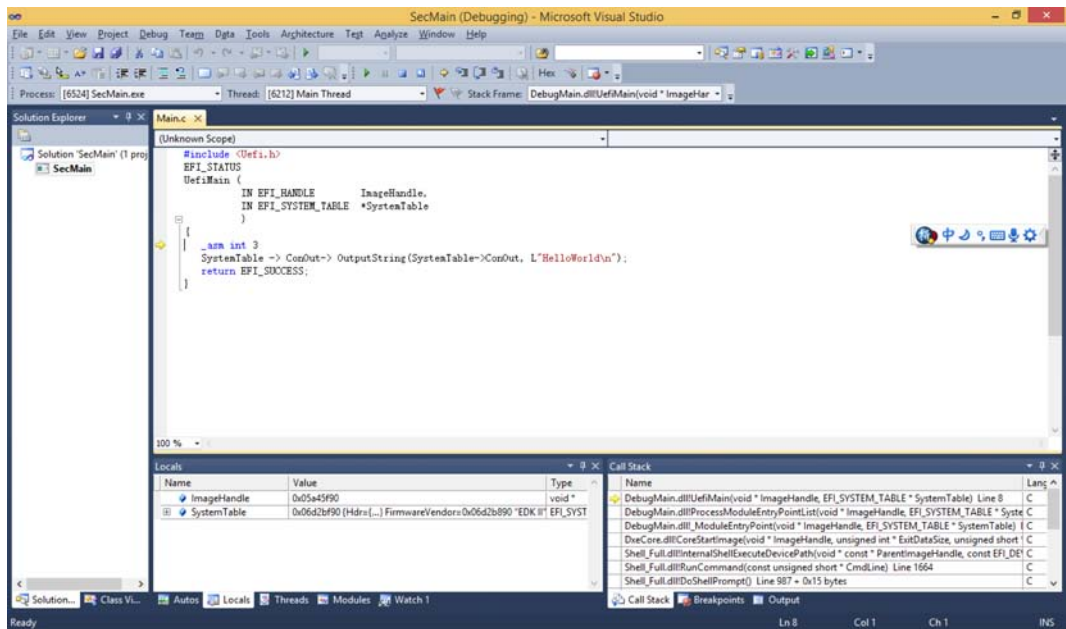 SecMain (Debugging) - Microsoft Visual Studio
File Edit View Project Debug Team Data Tools Architecture Test Analyze Window Help
Hex
Process: [6524] SecMain.exe Thread: [6212] Main Thread Stack Frame: DebugMain.dll!UefiMain(void * ImageHar
Solution Explorer
Main.c
(Unknown Scope)
Solution 'SecMain' (1 proj
SecMain
#include <Uefi.h>
EFI_STATUS
UefiMain (
IN EFI_HANDLE ImageHandle,
IN EFI_SYSTEM_TABLE *SystemTable
)
{
_asm int 3
SystemTable -> ConOut-> OutputString(SystemTable->ConOut, L"HelloWorld\n");
return EFI_SUCCESS;
}
中
100 %
Locals
Name Value Type
ImageHandle 0x05a45f90 void *
SystemTable 0x06d2bf90 {Hdr={...} FirmwareVendor=0x06d2b890 "EDK II" EFI_SYST
Call Stack
Name Lang
DebugMain.dll!UefiMain(void * ImageHandle, EFI_SYSTEM_TABLE * SystemTable) Line 8 C
DebugMain.dll!ProcessModuleEntryPointList(void * ImageHandle, EFI_SYSTEM_TABLE * Syste C
DebugMain.dll!_ModuleEntryPoint(void * ImageHandle, EFI_SYSTEM_TABLE * SystemTable) C
DxeCore.dll!CoreStartImage(void * ImageHandle, unsigned int * ExitDataSize, unsigned short C
Shell_Full.dll!InternalShellExecuteDevicePath(void * const * ParentImageHandle, const EFI_DE C
Shell_Full.dll!RunCommand(const unsigned short * CmdLine) Line 1664 C
Shell_Full.dll!DoShellPrompt() Line 987 + 0x15 bytes C
Solution... Class Vi... Autos Locals Threads Modules Watch 1 Call Stack Breakpoints Output
Ready Ln 8 Col 1 Ch 1 INS